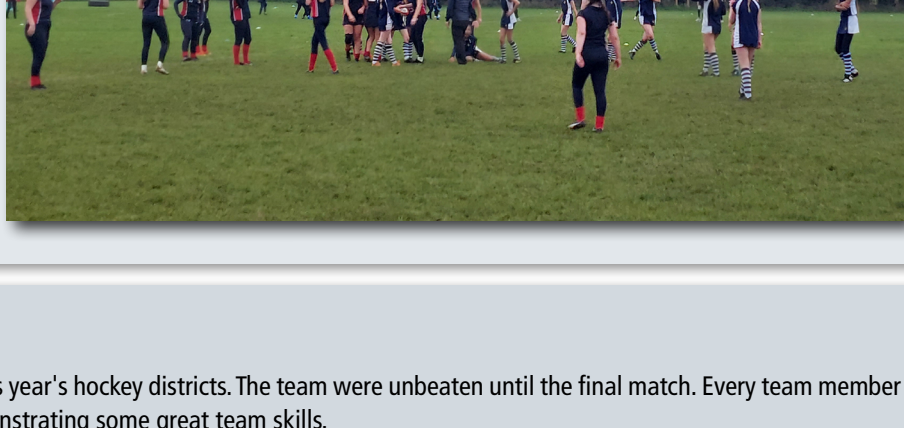 s year's hockey districts. The team were unbeaten until the final match. Every team member
nstrating some great team skills.